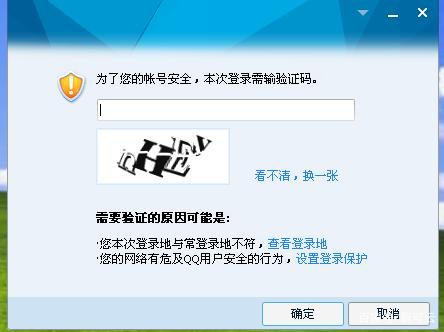 为了您的帐号安全，本次登录需输验证码。
看不清，换一张
需要验证的原因可能是:
·您本次登录地与常登录地不符，查看登录地
·您的网络有危及QQ用户安全的行为，设置登录保护
确定
取消